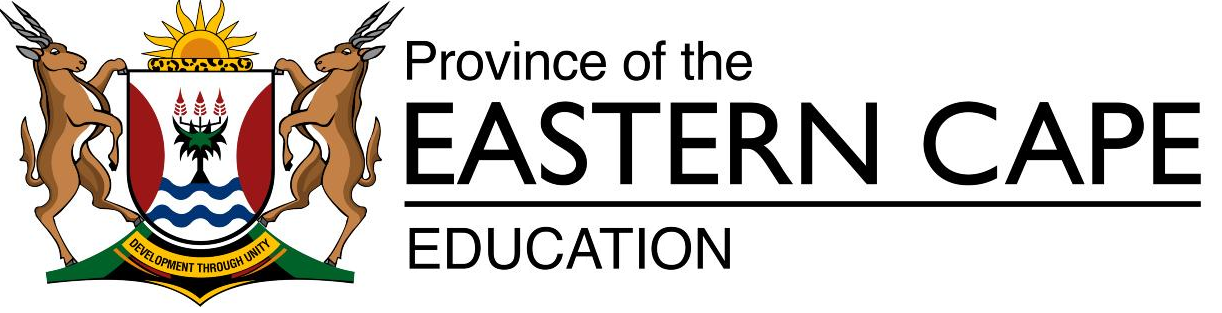 Province of the
EASTERN CAPE
EDUCATION
DEVELOPMENT THROUGH UNITY